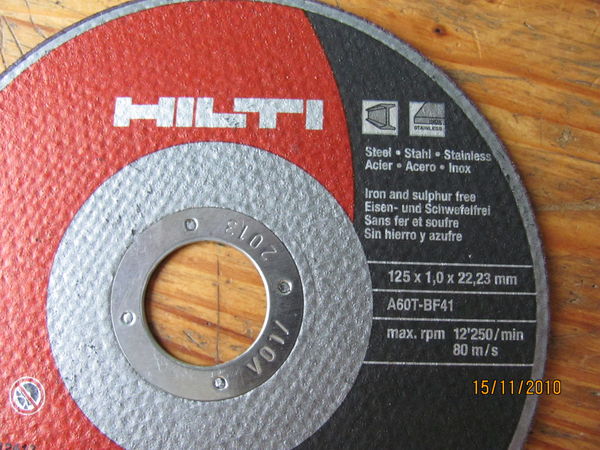 HILTI
STAINLESS
Steel • Stahl • Stainless
Acier • Acero • Inox
Iron and sulphur free
Eisen- und Schwefelfrei
Sans fer et soufre
Sin hierro y azufre
125 x 1,0 x 22,23 mm
A60T-BF41
max. rpm 12'250/min
80 m/s
V01/
2013
15/11/2010